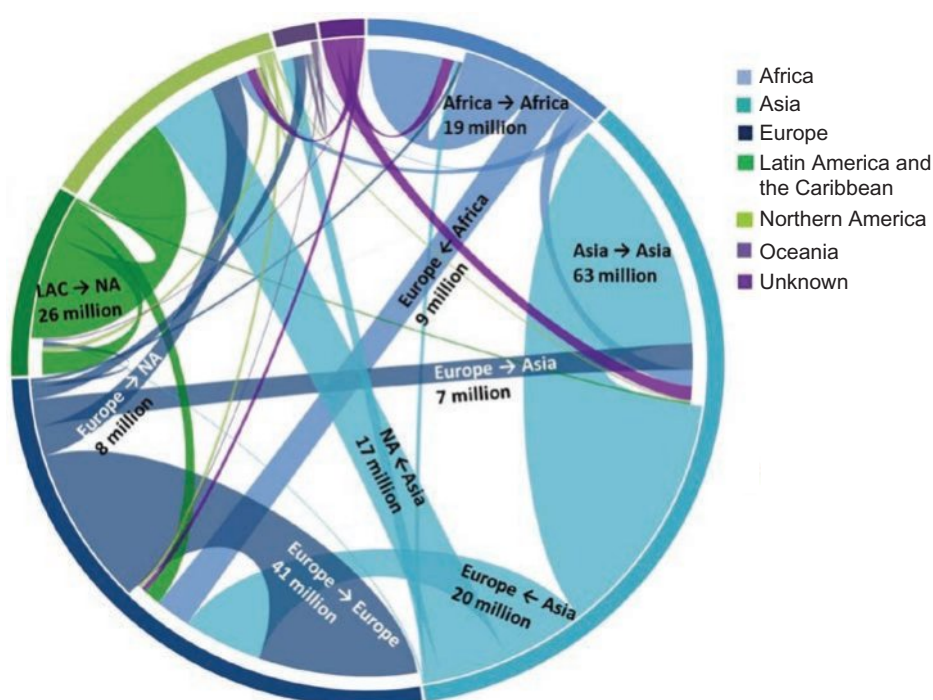 Africa → Africa
19 million
Asia → Asia
63 million
Europe ← Africa
9 million
LAC → NA
26 million
Europe → NA
8 million
Europe → Asia
7 million
NA ← Asia
17 million
Europe → Europe
41 million
Europe ← Asia
20 million
Africa
Asia
Europe
Latin America and
the Caribbean
Northern America
Oceania
Unknown